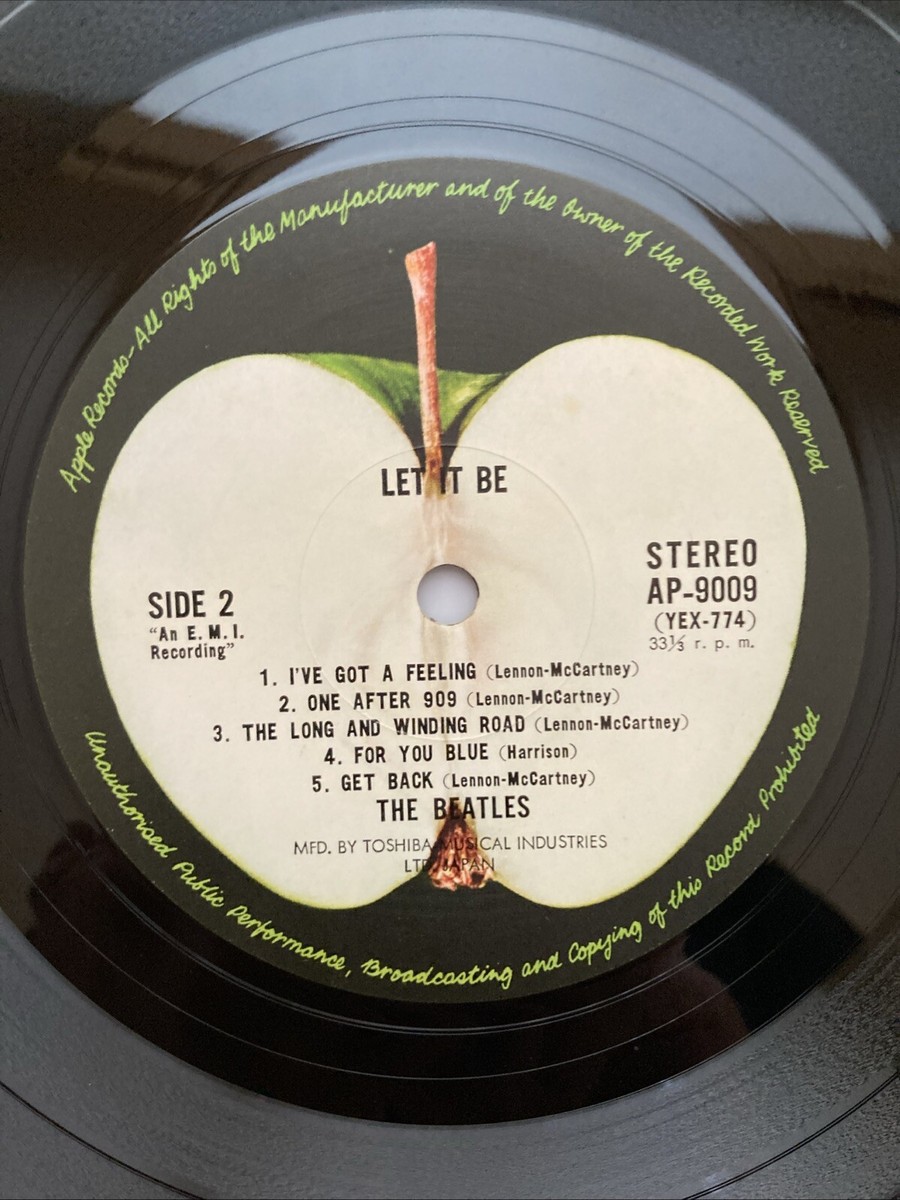 Apple Records-All Rights of the Manufacturer and of the Owner of the Recorded Work Reserved
LET IT BE
STEREO
AP-9009
(YEX-774)
33⅓ r. p. m.
SIDE 2
"An E. M. I.
Recording"
1. I'VE GOT A FEELING (Lennon-McCartney)
2. ONE AFTER 909 (Lennon-McCartney)
3. THE LONG AND WINDING ROAD (Lennon-McCartney)
4. FOR YOU BLUE (Harrison)
5. GET BACK (Lennon-McCartney)
THE BEATLES
MFD. BY TOSHIBA MUSICAL INDUSTRIES
LTD. JAPAN
Unauthorised Public Performance, Broadcasting and Copying of this Record Prohibited